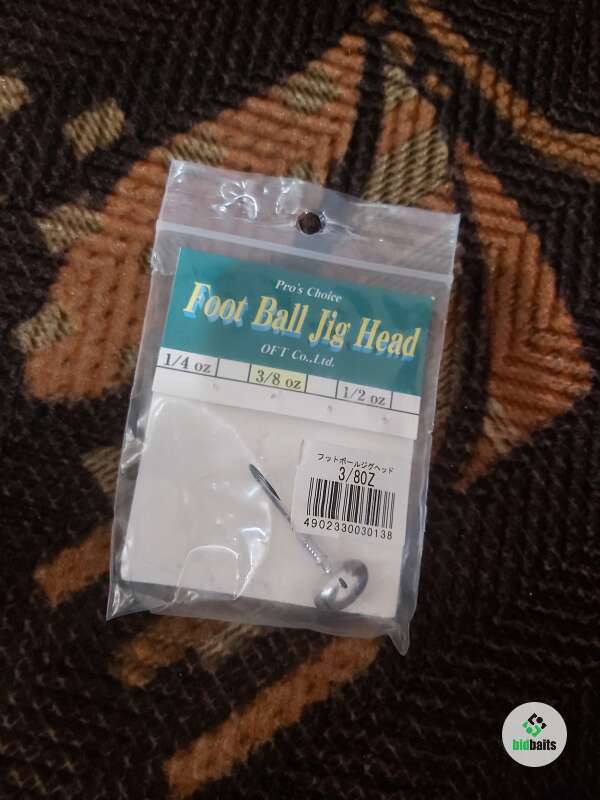 Pro's Choice
Foot Ball Jig Head
OFT Co.,Ltd.
1/4 oz 3/8 oz 1/2 oz
フットボールジグヘッド
3/8OZ
4902330030138
bidbaits